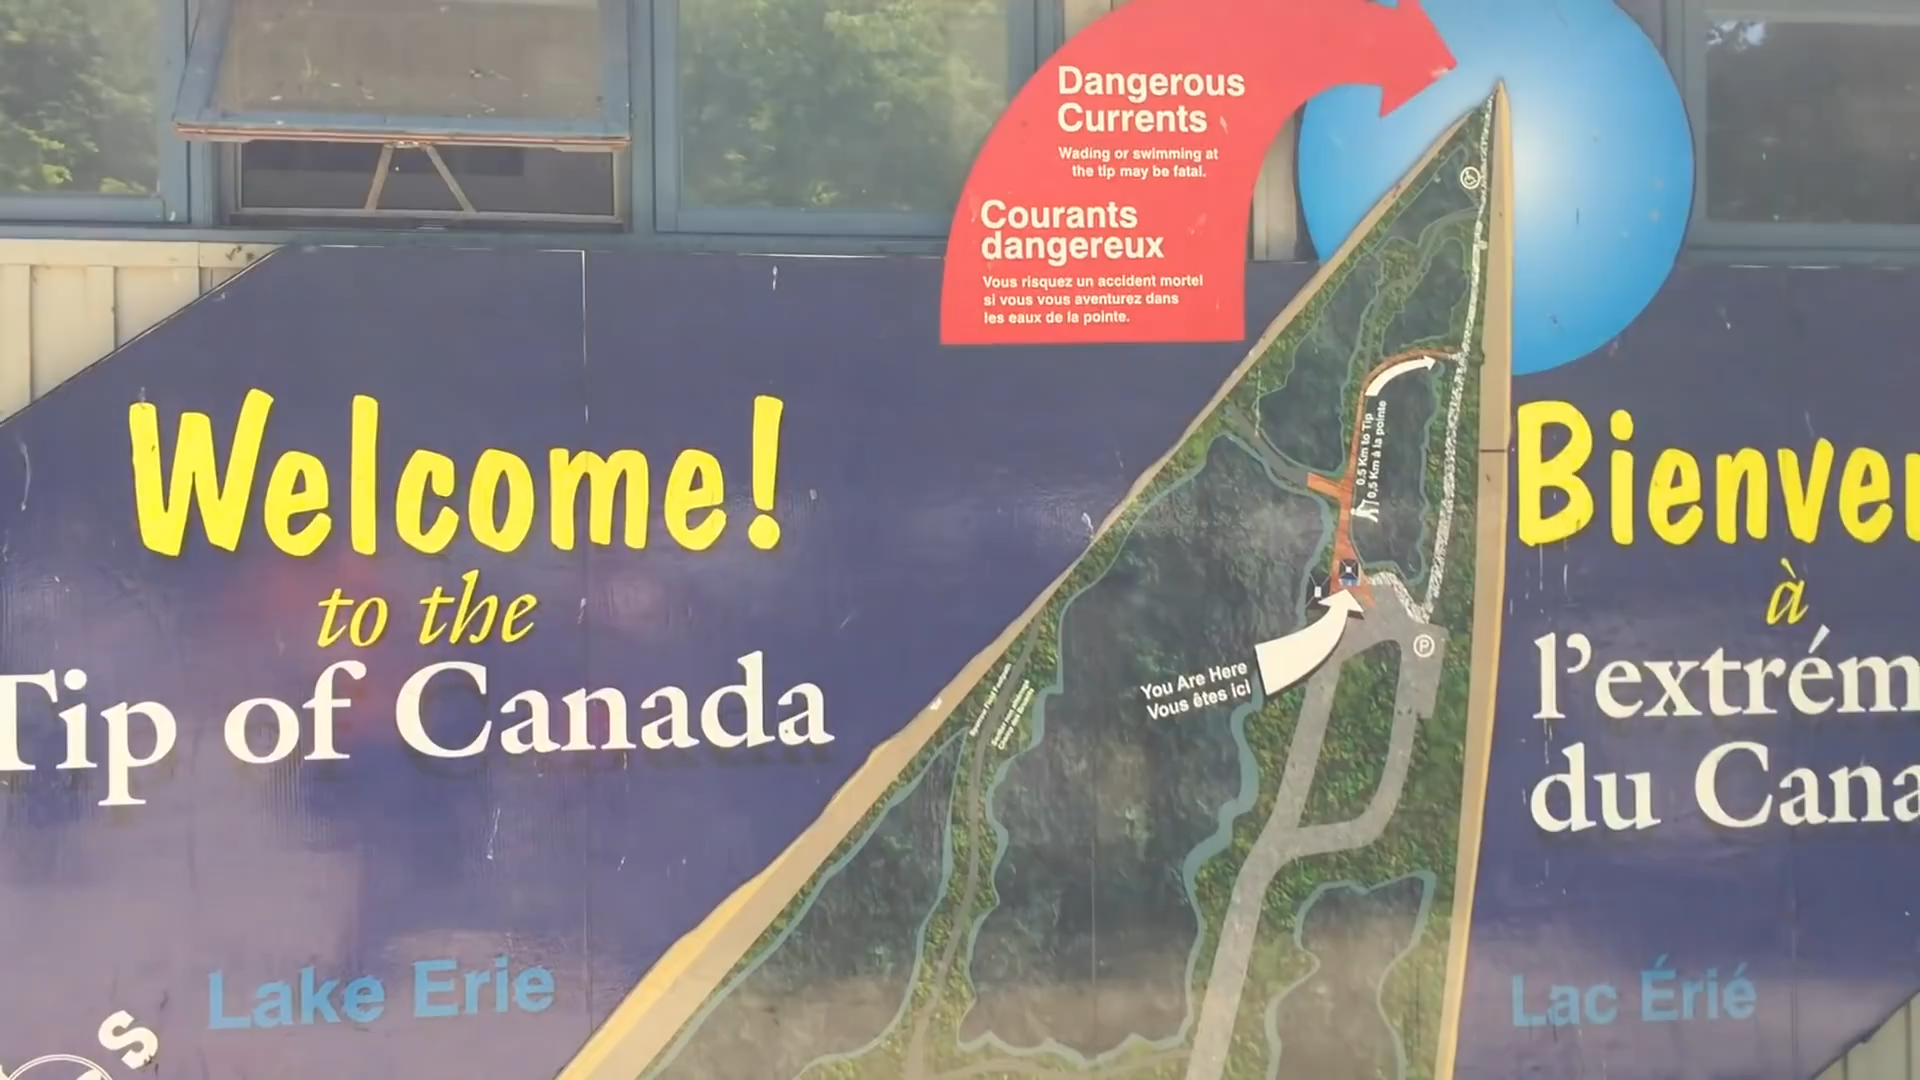 Dangerous
Currents
Wading or swimming at
the tip may be fatal.
Courants
dangereux
Vous risquez un accident mortel
si vous vous aventurez dans
les eaux de la pointe.
Welcome!
to the
Tip of Canada
Lake Erie
S
0.5 Km to Tip
0,5 Km à la pointe
You Are Here
Vous êtes ici
P
Bienven
à
l'extrém
du Cana
Lac Érié